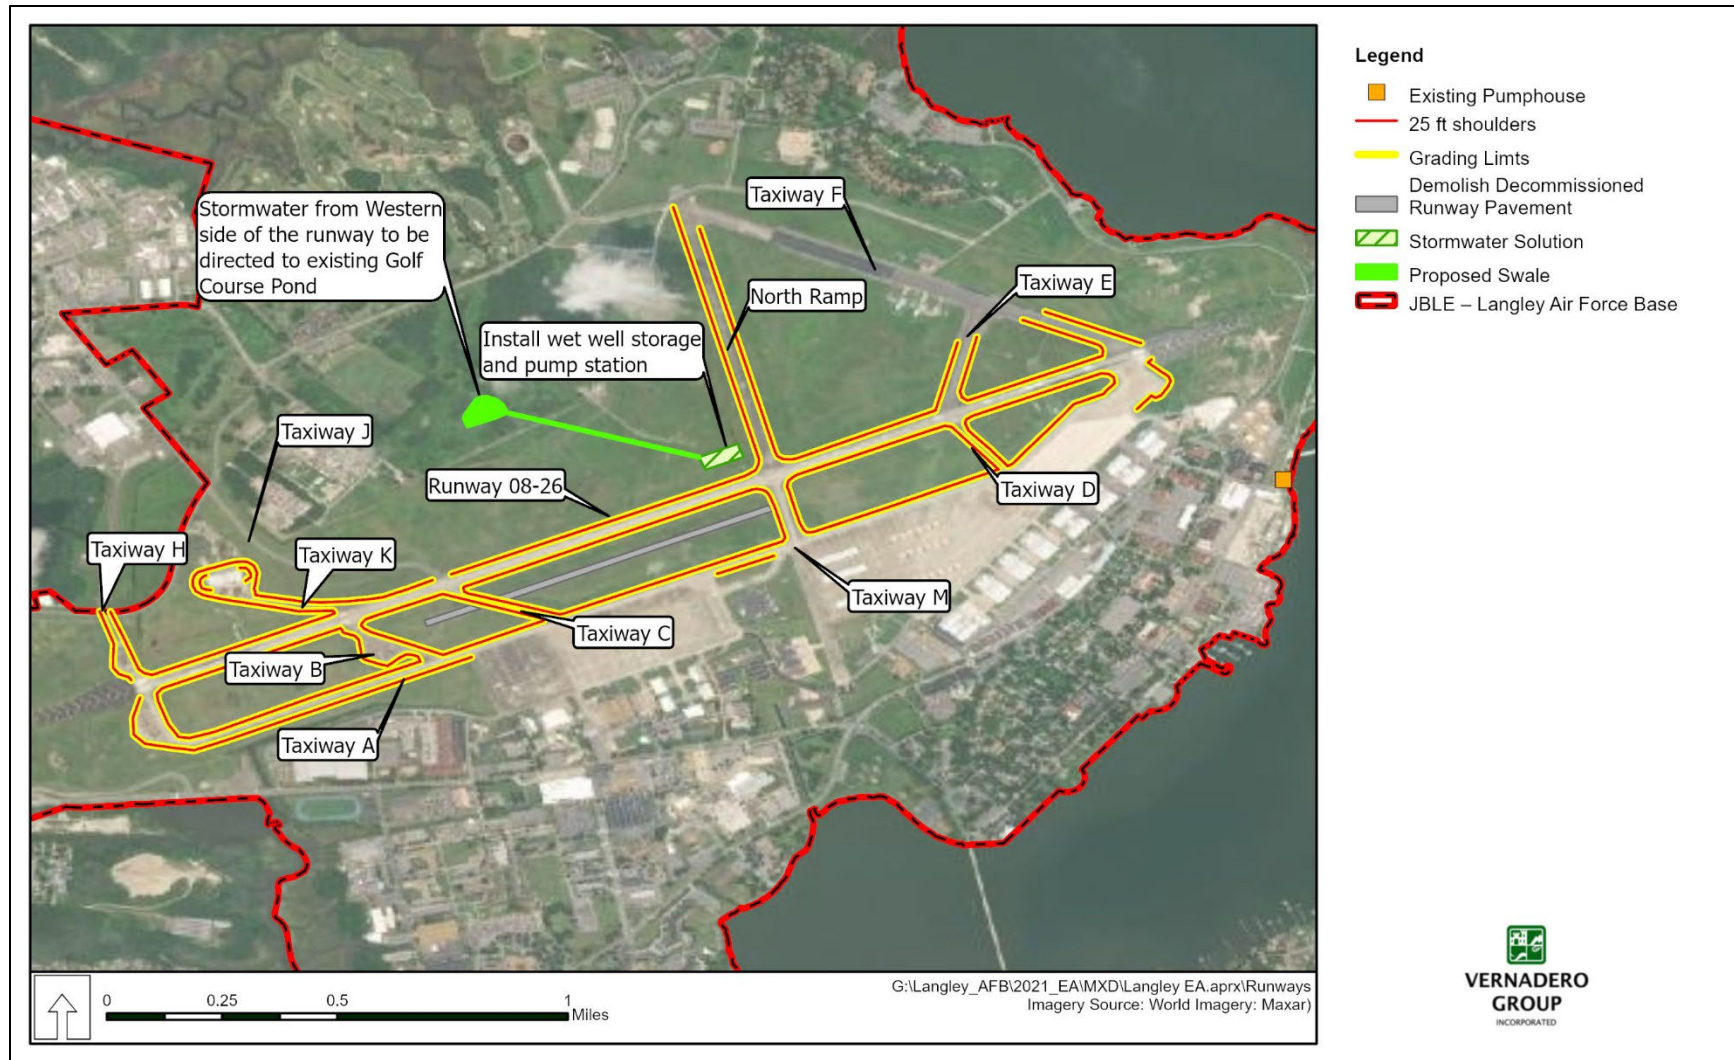 Legend
Existing Pumphouse
25 ft shoulders
Grading Limts
Demolish Decommissioned
Runway Pavement
Stormwater Solution
Proposed Swale
JBLE – Langley Air Force Base
Stormwater from Western
side of the runway to be
directed to existing Golf
Course Pond
Taxiway F
Taxiway E
North Ramp
Install wet well storage
and pump station
Taxiway J
Runway 08-26
Taxiway D
Taxiway H
Taxiway K
Taxiway M
Taxiway C
Taxiway B
Taxiway A
0 0.25 0.5 1
Miles
G:\Langley_AFB\2021_EA\MXD\Langley EA.aprx\Runways
Imagery Source: World Imagery: Maxar)
VERNADERO
GROUP
INCORPORATED